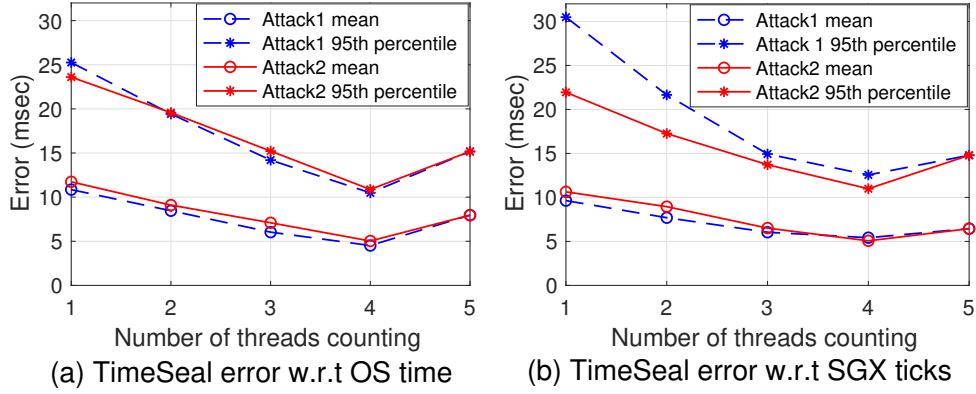 Attack1 mean
Attack1 95th percentile
Attack2 mean
Attack2 95th percentile
30
25
20
15
10
5
0
Error (msec)
1 2 3 4 5
Number of threads counting
(a) TimeSeal error w.r.t OS time
Attack1 mean
Attack 1 95th percentile
Attack2 mean
Attack2 95th percentile
30
25
20
15
10
5
0
Error (msec)
1 2 3 4 5
Number of threads counting
(b) TimeSeal error w.r.t SGX ticks